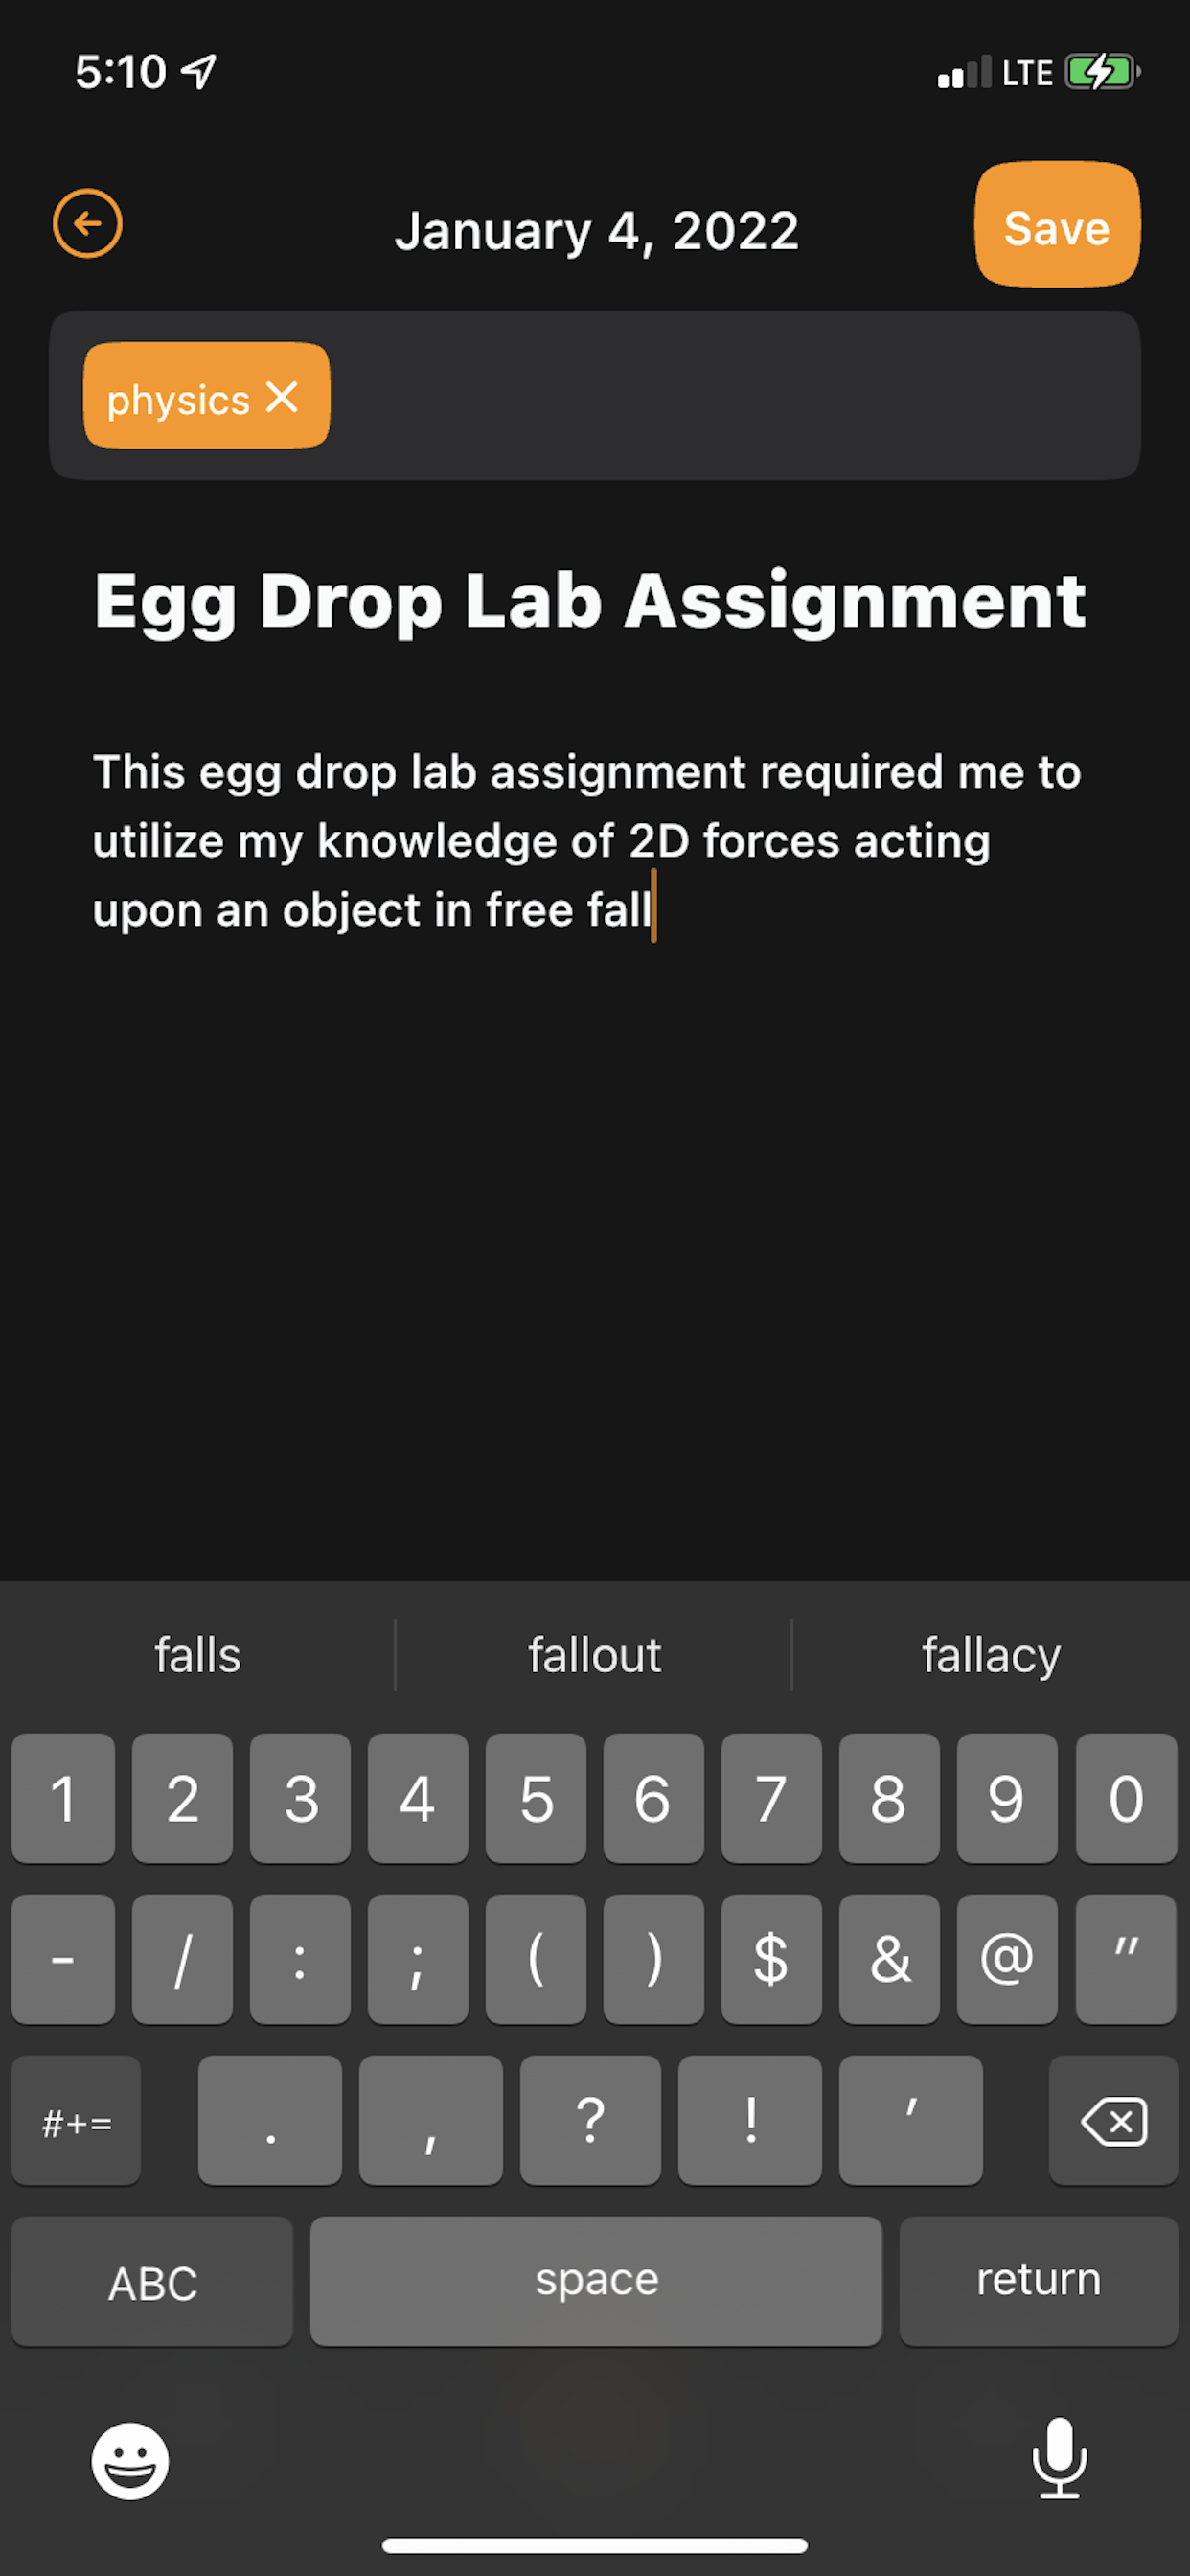 5:10 LTE
January 4, 2022 Save
physics
Egg Drop Lab Assignment
This egg drop lab assignment required me to
utilize my knowledge of 2D forces acting
upon an object in free fall
falls fallout fallacy
1 2 3 4 5 6 7 8 9 0
- / : ; ( ) $ & @ "
#+= . , ? ! '
ABC space return